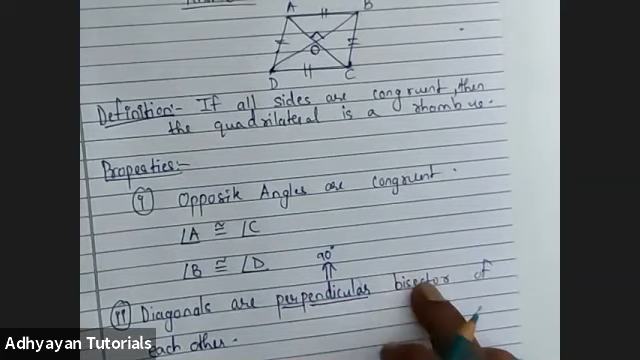 A B
O
D C
Definition:- If all sides are congruent, then
the quadrilateral is a rhombus.
Properties:-
(i) Opposite Angles are congruent.
∠A ≅ ∠C
∠B ≅ ∠D
90°
(ii) Diagonals are perpendicular bisector of
each other.
Adhyayan Tutorials